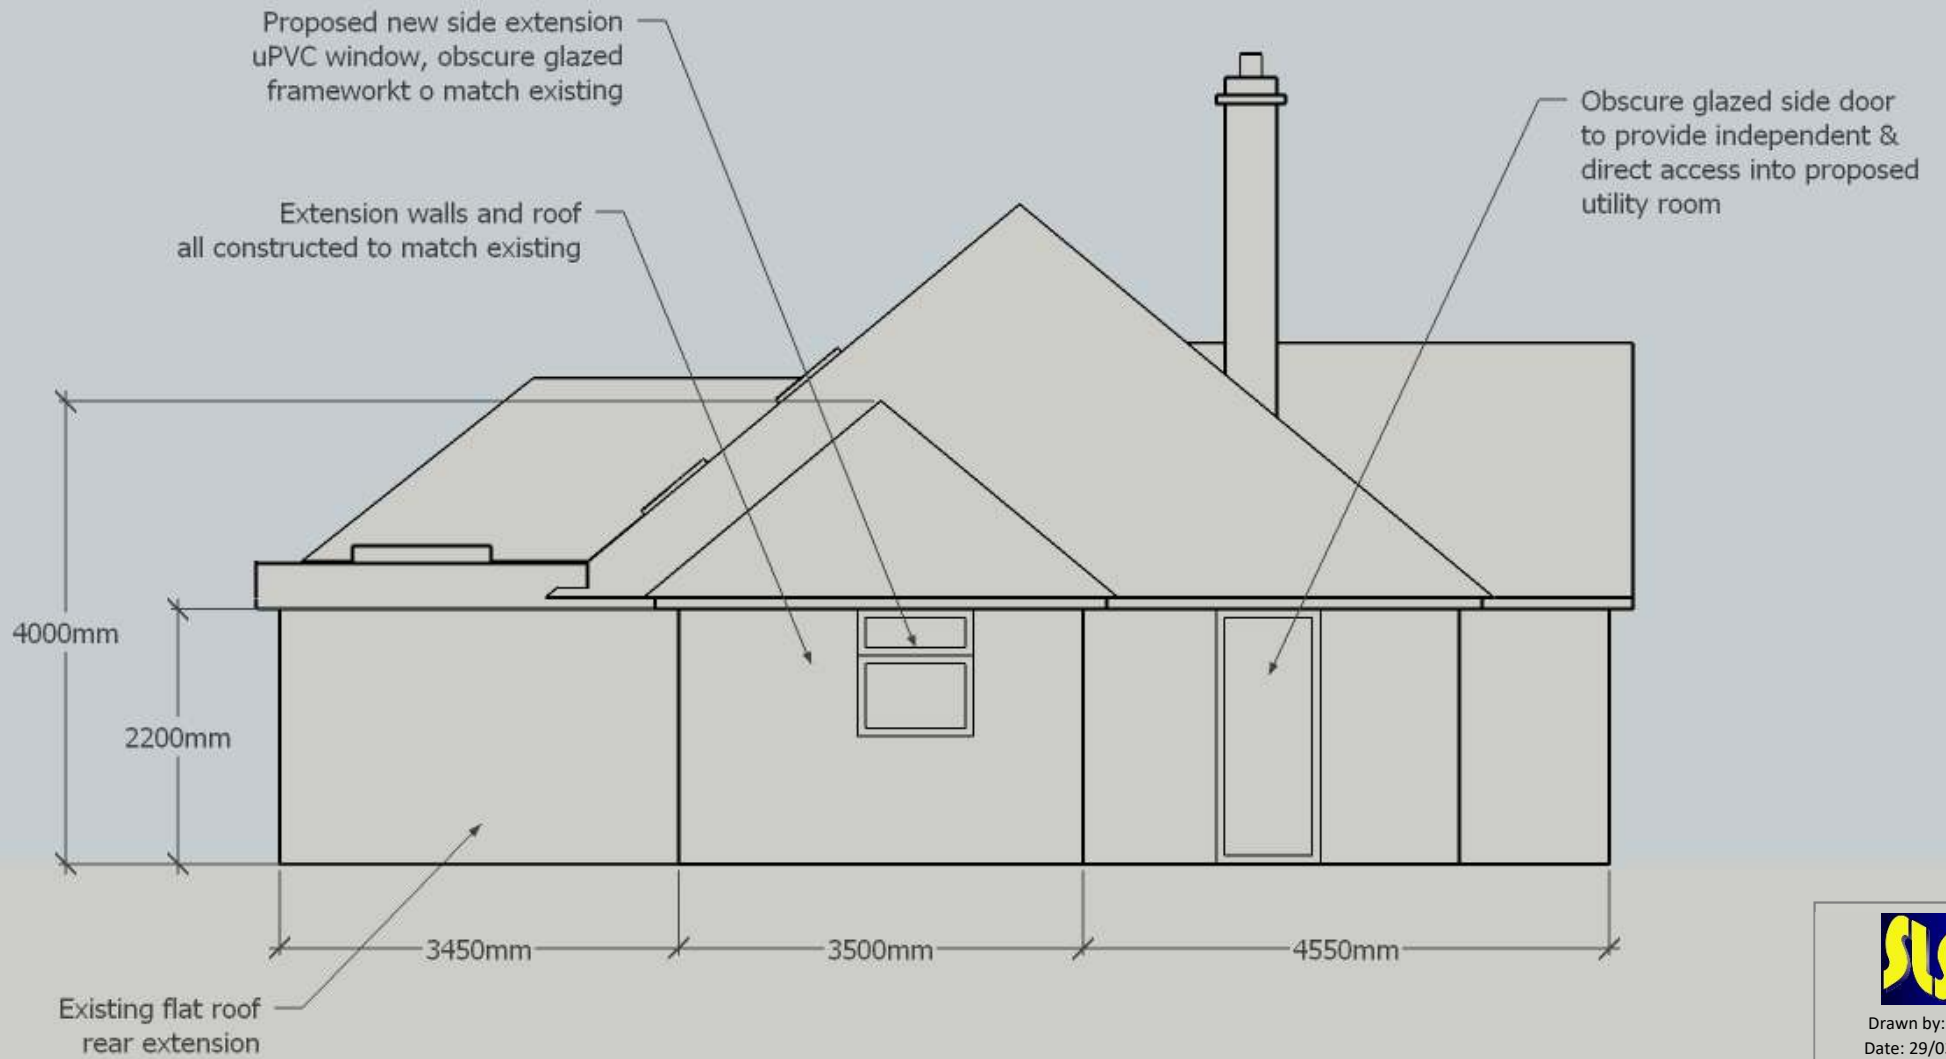 Proposed new side extension
uPVC window, obscure glazed
frameworkt o match existing
Obscure glazed side door
to provide independent &
direct access into proposed
utility room
Extension walls and roof
all constructed to match existing
4000mm
2200mm
3450mm
3500mm
4550mm
Existing flat roof
rear extension
Drawn by:
Date: 29/0